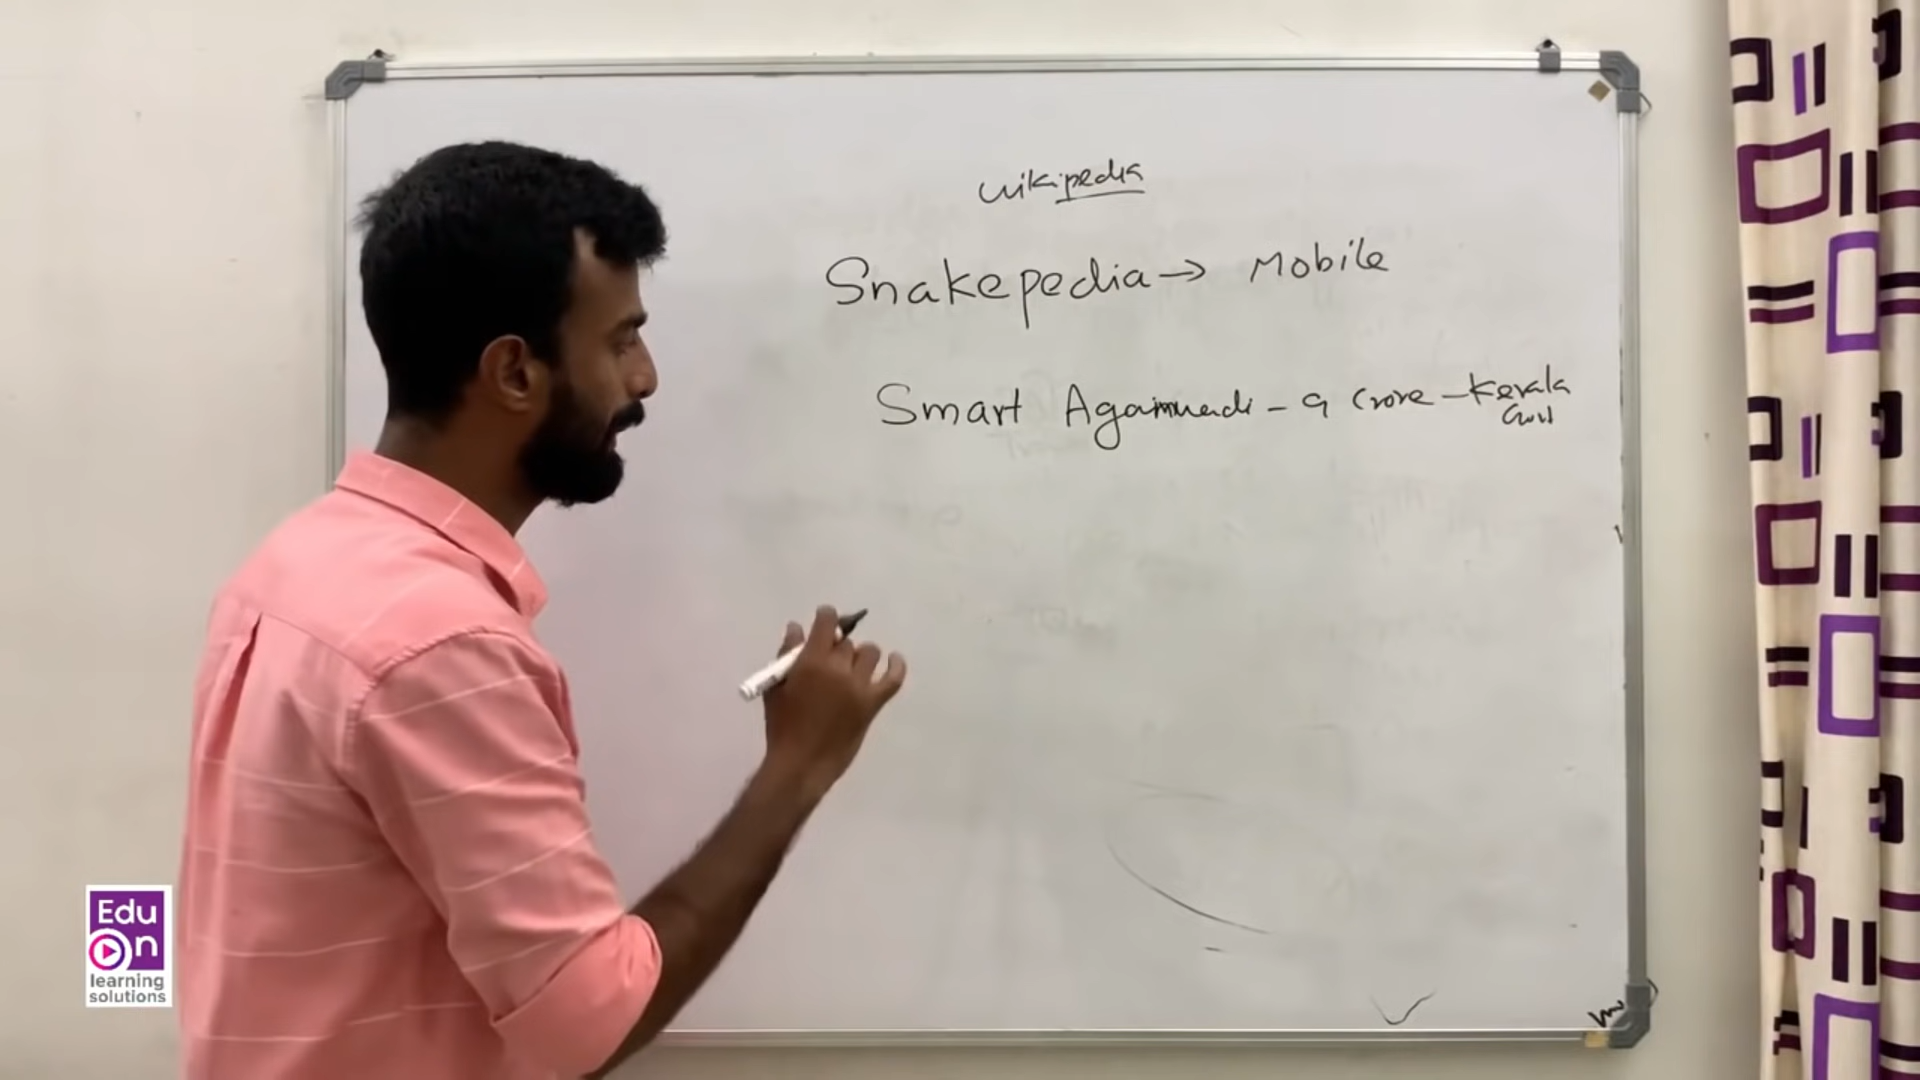 wikipedia
Snakepedia → Mobile
Smart Aganwadi - 9 Crore - Kerala
Govt
Edu
On
learning
solutions